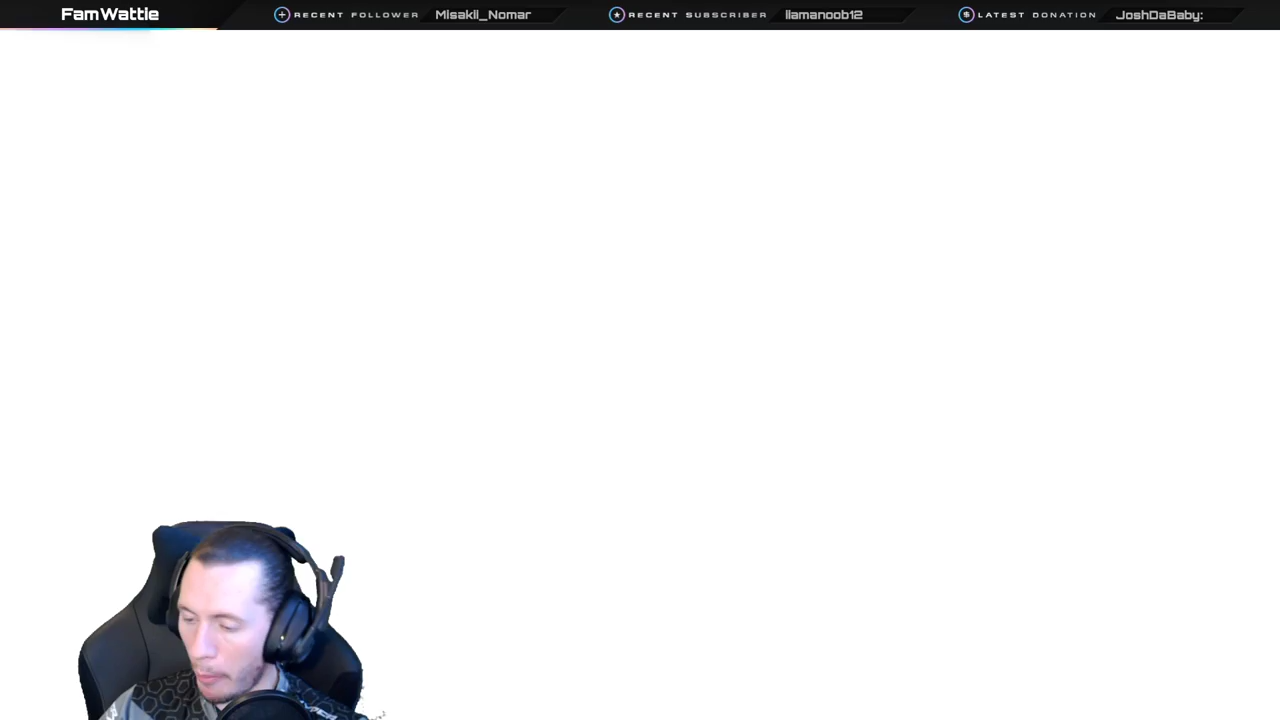 FamWattle
RECENT FOLLOWER
Misakii_Nomar
RECENT SUBSCRIBER
llamanoob12
LATEST DONATION
JoshDaBaby: